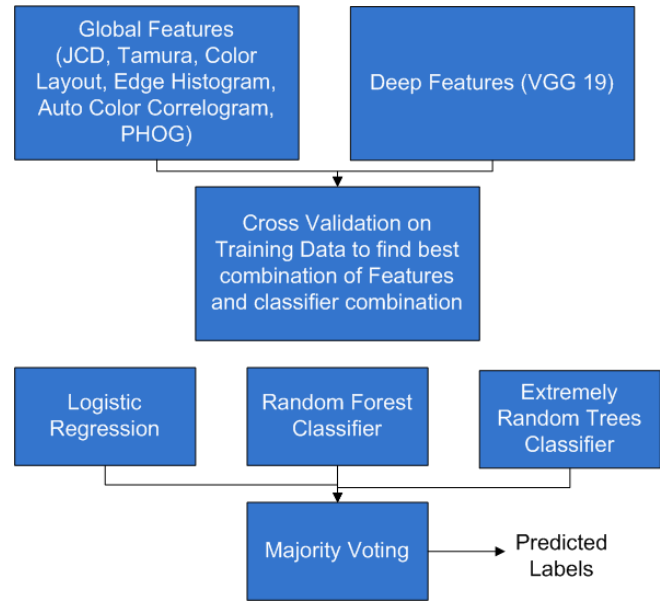 Global Features
(JCD, Tamura, Color
Layout, Edge Histogram,
Auto Color Correlogram,
PHOG)
Deep Features (VGG 19)
Cross Validation on
Training Data to find best
combination of Features
and classifier combination
Logistic
Regression
Random Forest
Classifier
Extremely
Random Trees
Classifier
Majority Voting
Predicted
Labels